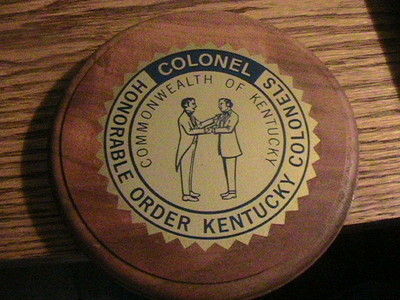 COLONEL
HONORABLE ORDER KENTUCKY COLONELS
COMMONWEALTH OF KENTUCKY